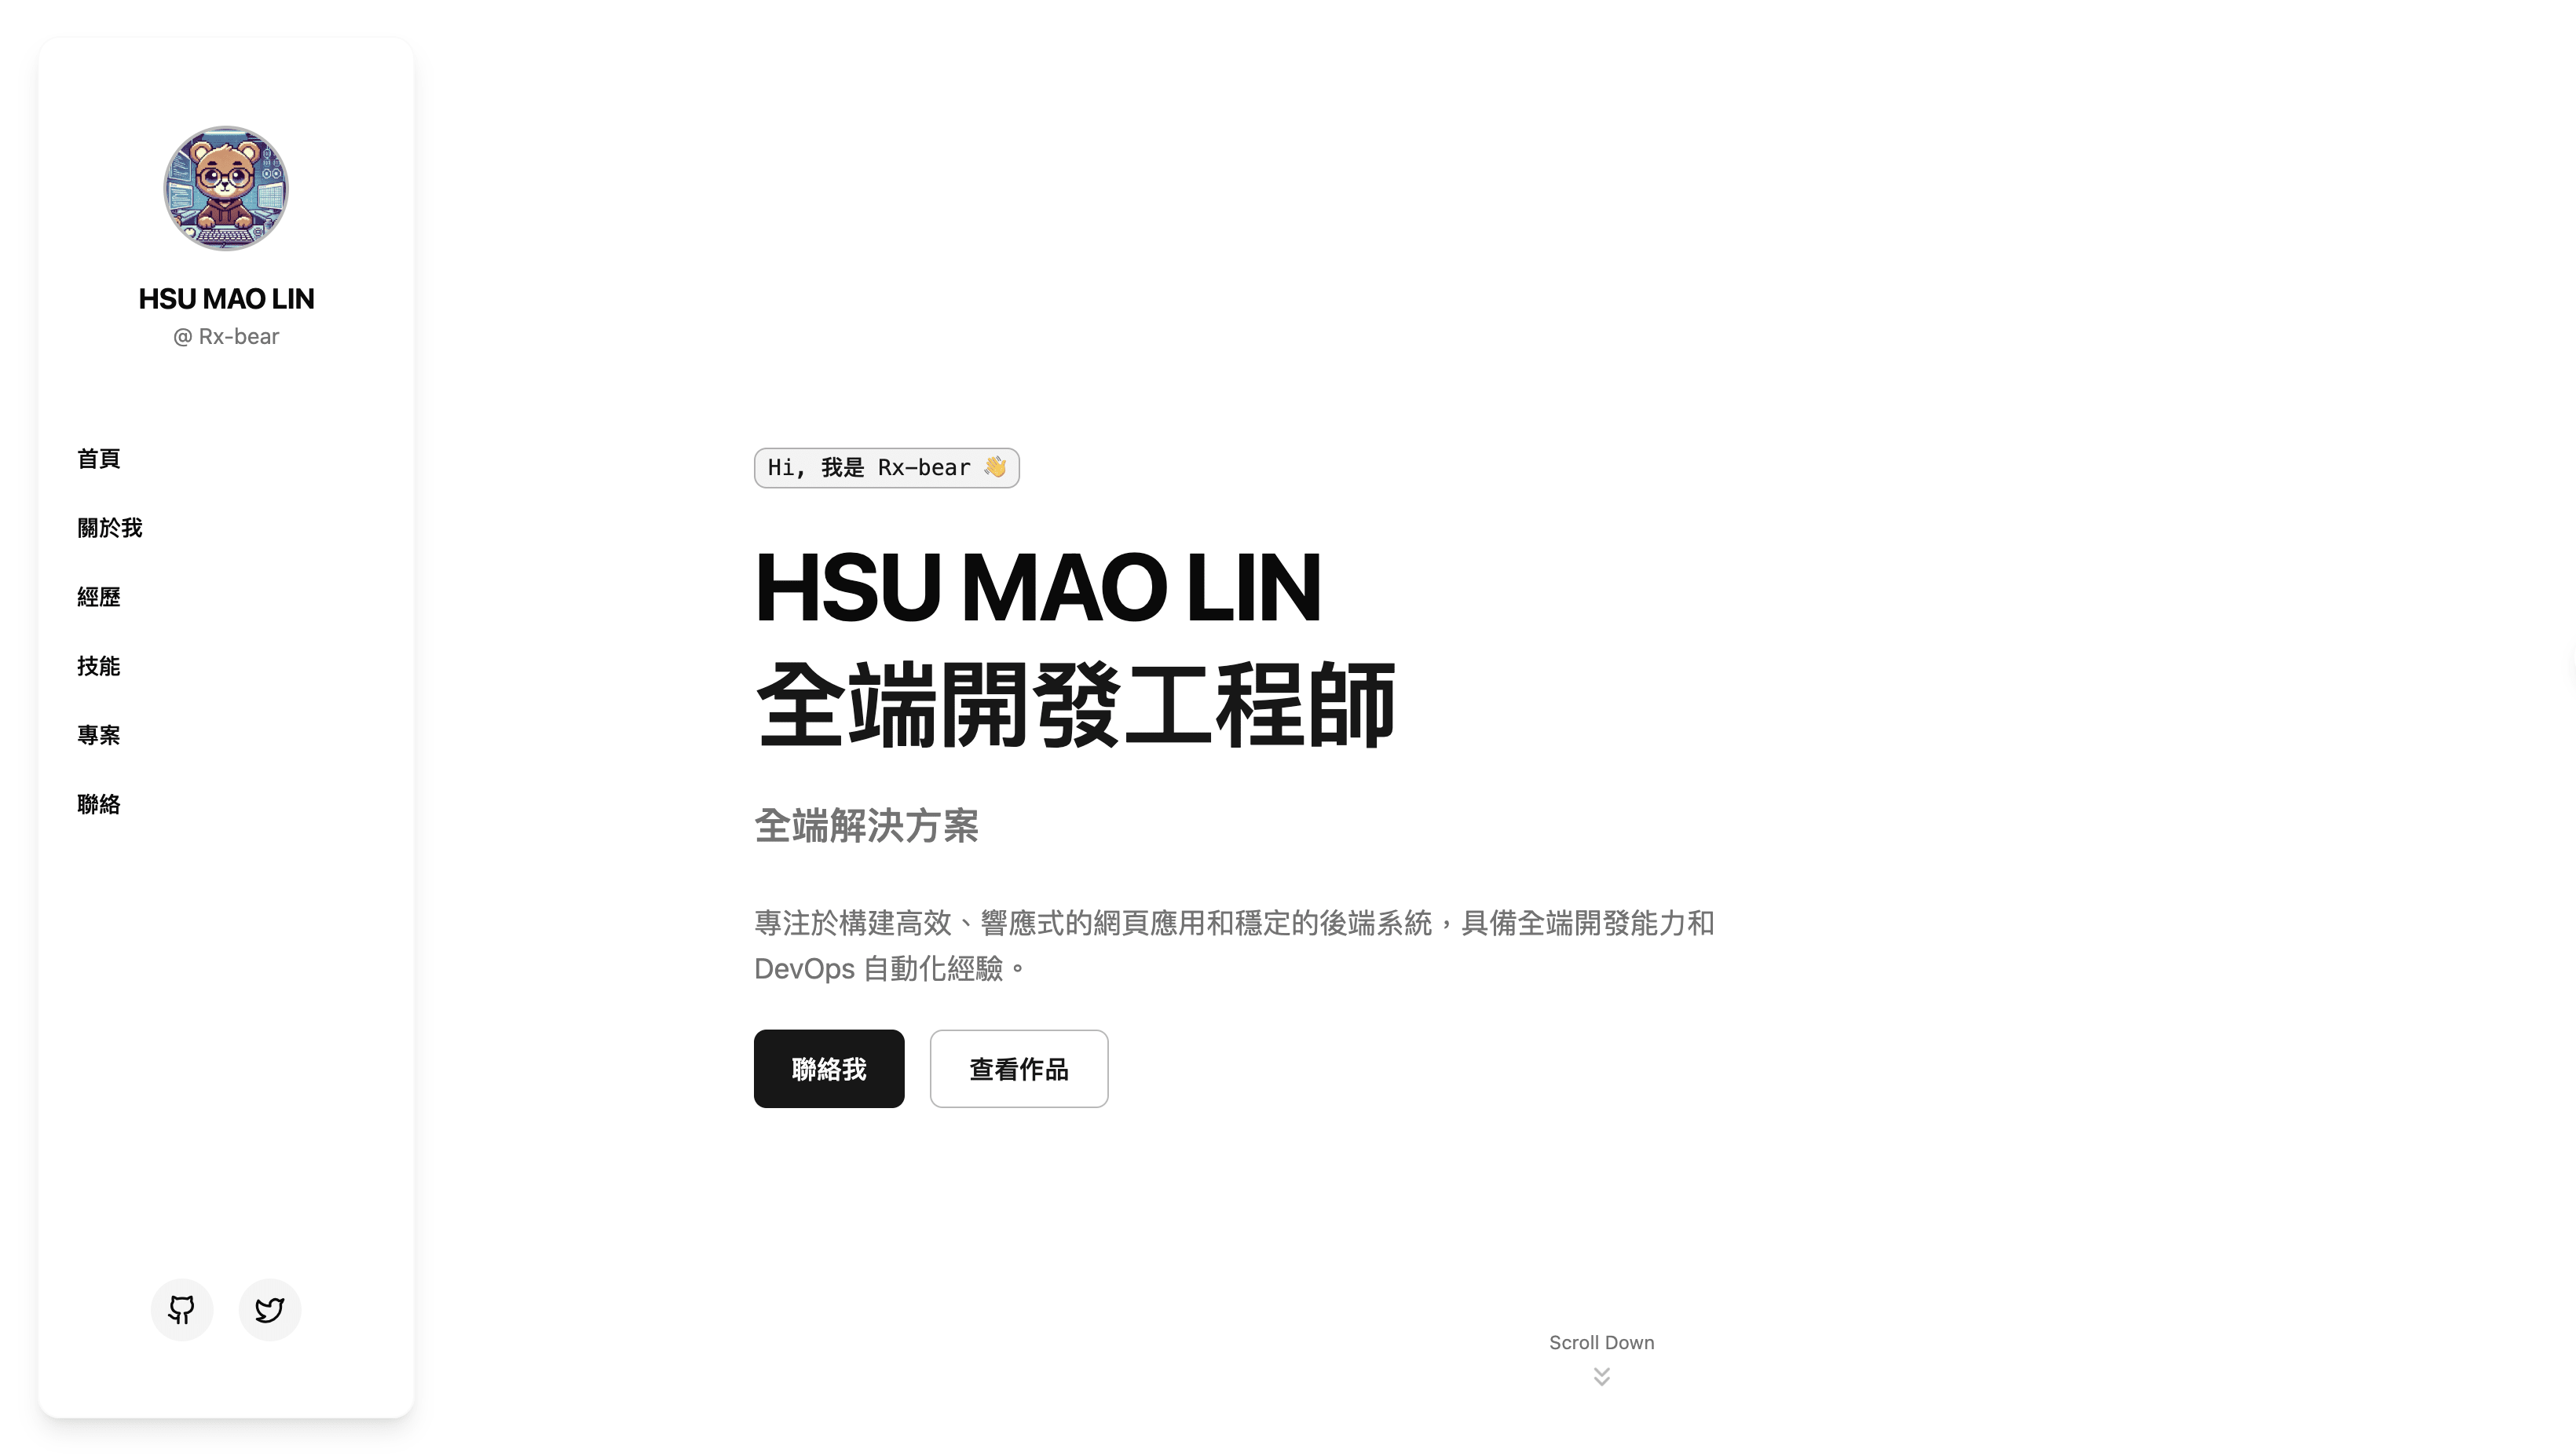 HSU MAO LIN
@ Rx-bear
首頁
關於我
經歷
技能
專案
聯絡
Hi, 我是 Rx-bear 👋
HSU MAO LIN
全端開發工程師
全端解決方案
專注於構建高效、響應式的網頁應用和穩定的後端系統，具備全端開發能力和
DevOps 自動化經驗。
聯絡我
查看作品
Scroll Down